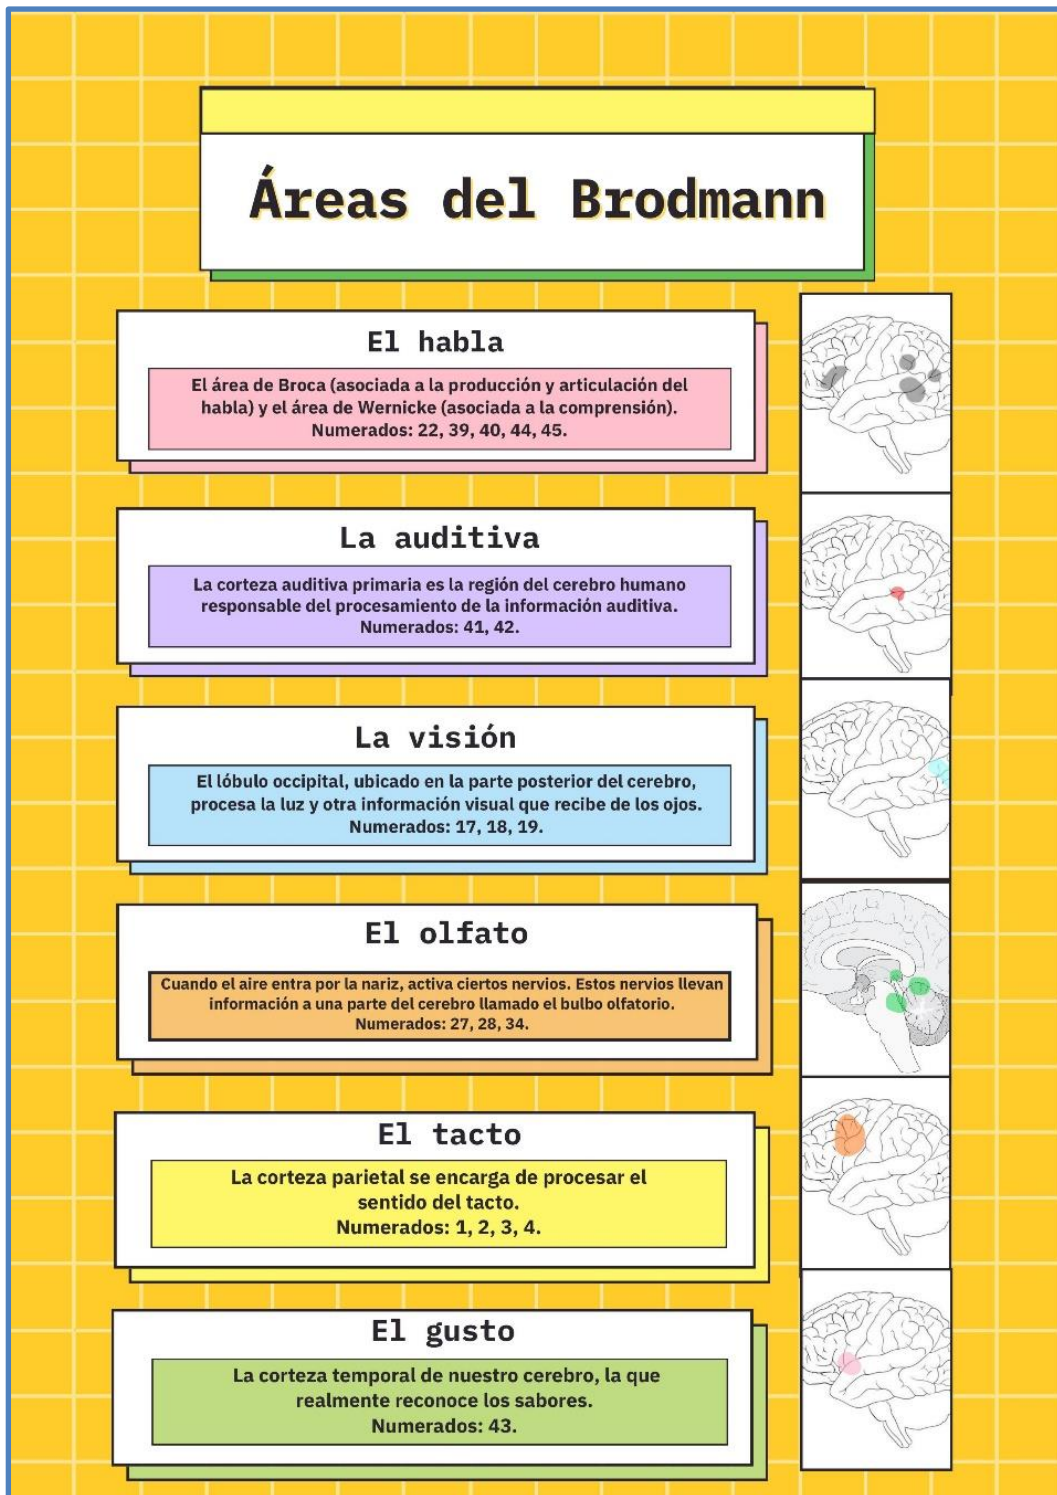 Áreas del Brodmann
El habla
El área de Broca (asociada a la producción y articulación del
habla) y el área de Wernicke (asociada a la comprensión).
Numerados: 22, 39, 40, 44, 45.
La auditiva
La corteza auditiva primaria es la región del cerebro humano
responsable del procesamiento de la información auditiva.
Numerados: 41, 42.
La visión
El lóbulo occipital, ubicado en la parte posterior del cerebro,
procesa la luz y otra información visual que recibe de los ojos.
Numerados: 17, 18, 19.
El olfato
Cuando el aire entra por la nariz, activa ciertos nervios. Estos nervios llevan
información a una parte del cerebro llamado el bulbo olfatorio.
Numerados: 27, 28, 34.
El tacto
La corteza parietal se encarga de procesar el
sentido del tacto.
Numerados: 1, 2, 3, 4.
El gusto
La corteza temporal de nuestro cerebro, la que
realmente reconoce los sabores.
Numerados: 43.